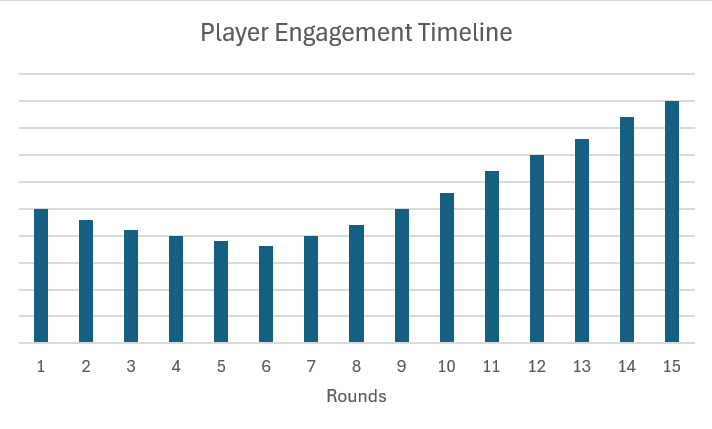 Player Engagement Timeline
1 2 3 4 5 6 7 8 9 10 11 12 13 14 15
Rounds